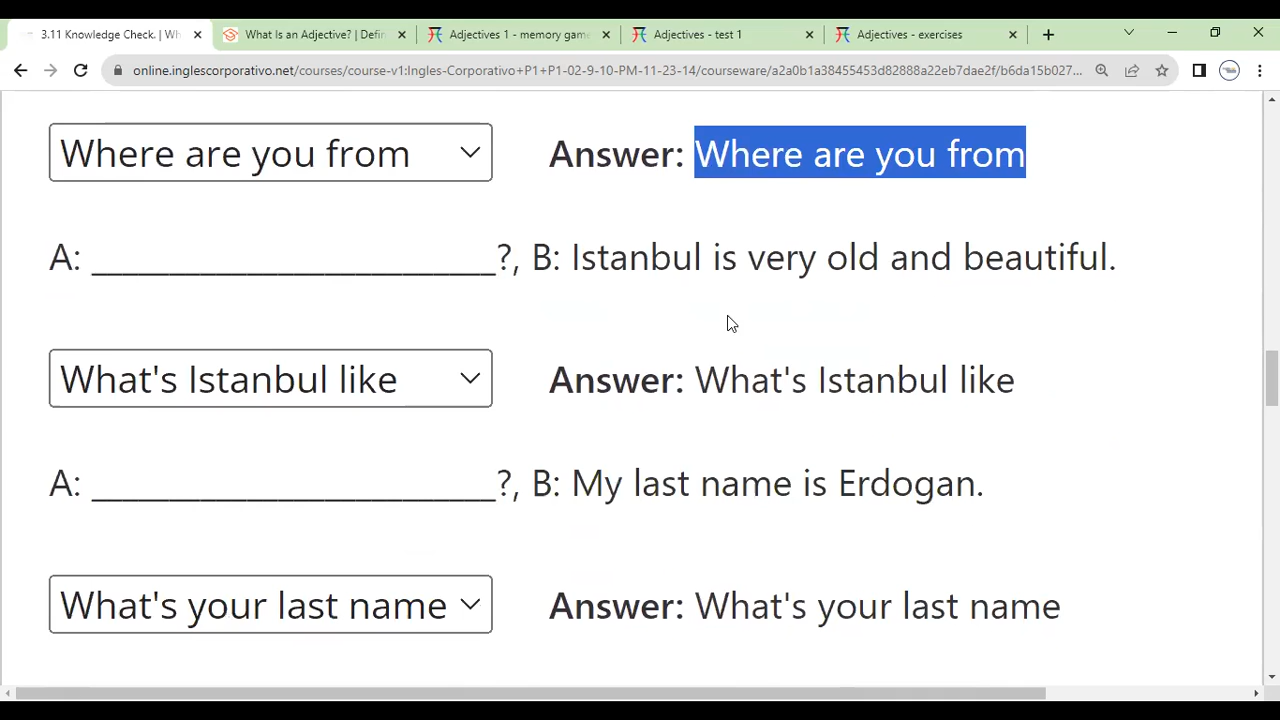 3.11 Knowledge Check. | Wh
What Is an Adjective? | Defin
Adjectives 1 - memory game
Adjectives - test 1
Adjectives - exercises
online.inglescorporativo.net/courses/course-v1:Ingles-Corporativo+P1+P1-02-9-10-PM-11-23-14/courseware/a2a0b1a38455453d82888a22eb7dae2f/b6da15b027...
Where are you from Answer: Where are you from
A: __________________________?, B: Istanbul is very old and beautiful.
What's Istanbul like Answer: What's Istanbul like
A: __________________________?, B: My last name is Erdogan.
What's your last name Answer: What's your last name